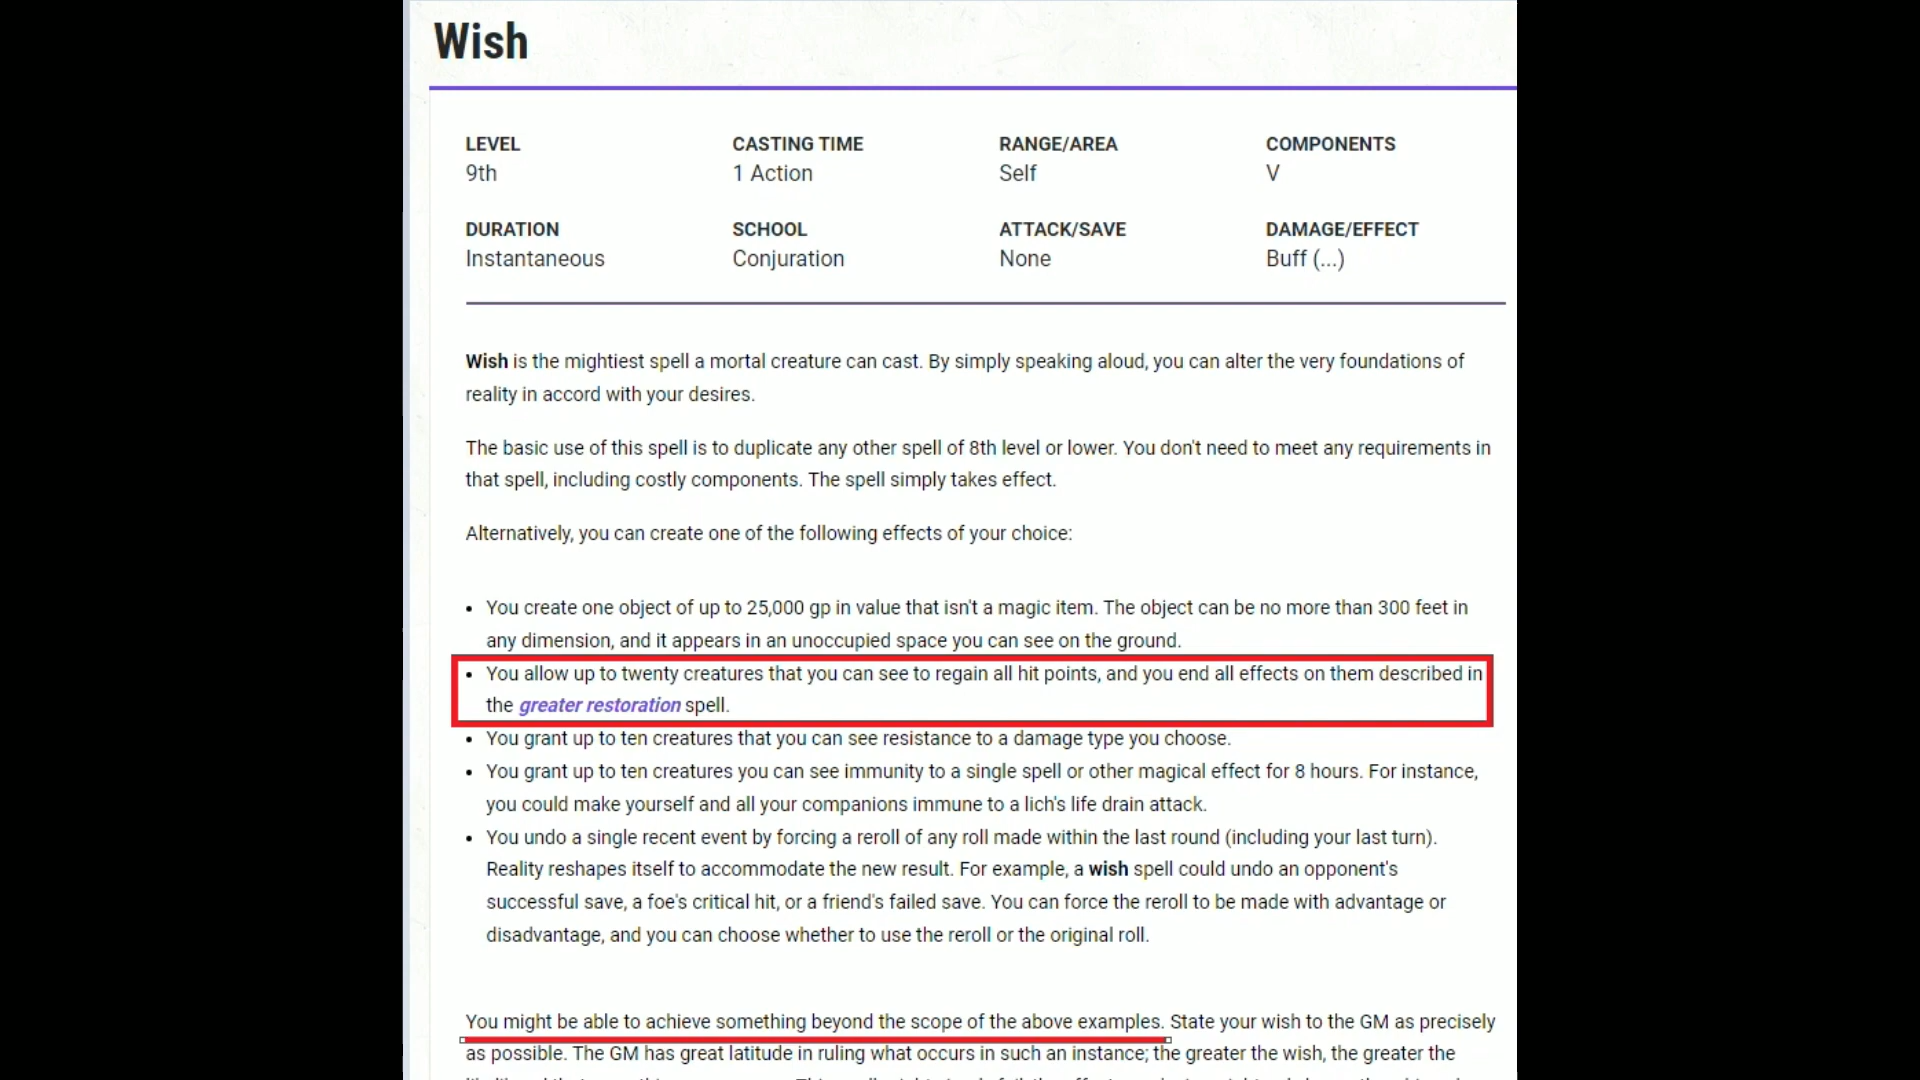 Wish
LEVEL CASTING TIME RANGE/AREA COMPONENTS
9th 1 Action Self V
DURATION SCHOOL ATTACK/SAVE DAMAGE/EFFECT
Instantaneous Conjuration None Buff (...)
Wish is the mightiest spell a mortal creature can cast. By simply speaking aloud, you can alter the very foundations of
reality in accord with your desires.
The basic use of this spell is to duplicate any other spell of 8th level or lower. You don't need to meet any requirements in
that spell, including costly components. The spell simply takes effect.
Alternatively, you can create one of the following effects of your choice:
• You create one object of up to 25,000 gp in value that isn't a magic item. The object can be no more than 300 feet in
any dimension, and it appears in an unoccupied space you can see on the ground.
• You allow up to twenty creatures that you can see to regain all hit points, and you end all effects on them described in
the greater restoration spell.
• You grant up to ten creatures that you can see resistance to a damage type you choose.
• You grant up to ten creatures you can see immunity to a single spell or other magical effect for 8 hours. For instance,
you could make yourself and all your companions immune to a lich's life drain attack.
• You undo a single recent event by forcing a reroll of any roll made within the last round (including your last turn).
Reality reshapes itself to accommodate the new result. For example, a wish spell could undo an opponent's
successful save, a foe's critical hit, or a friend's failed save. You can force the reroll to be made with advantage or
disadvantage, and you can choose whether to use the reroll or the original roll.
You might be able to achieve something beyond the scope of the above examples. State your wish to the GM as precisely
as possible. The GM has great latitude in ruling what occurs in such an instance; the greater the wish, the greater the